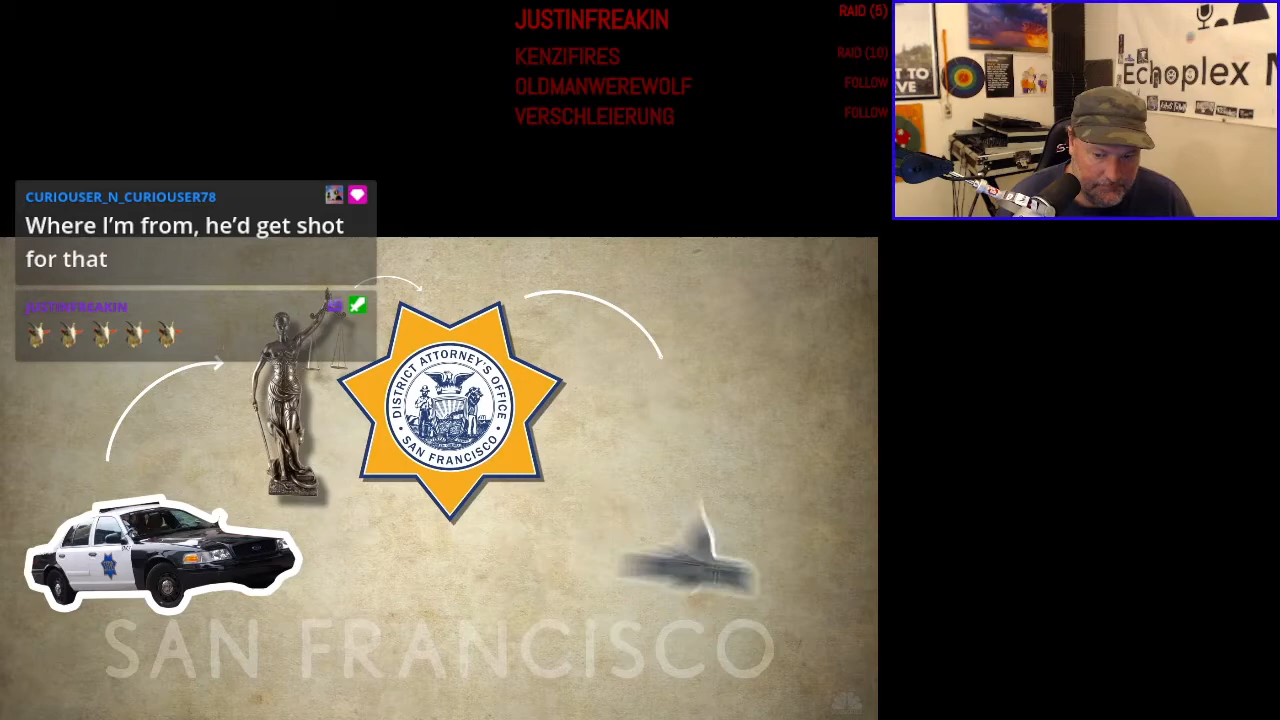 JUSTINFREAKIN RAID (5)
KENZIFIRES RAID (10)
OLDMANWEREWOLF FOLLOW
VERSCHLEIERUNG FOLLOW
Echoplex M
CURIOUSER_N_CURIOUSER78
Where I'm from, he'd get shot
for that
JUSTINFREAKIN
DISTRICT ATTORNEY'S OFFICE
SAN FRANCISCO
SAN FRANCISCO